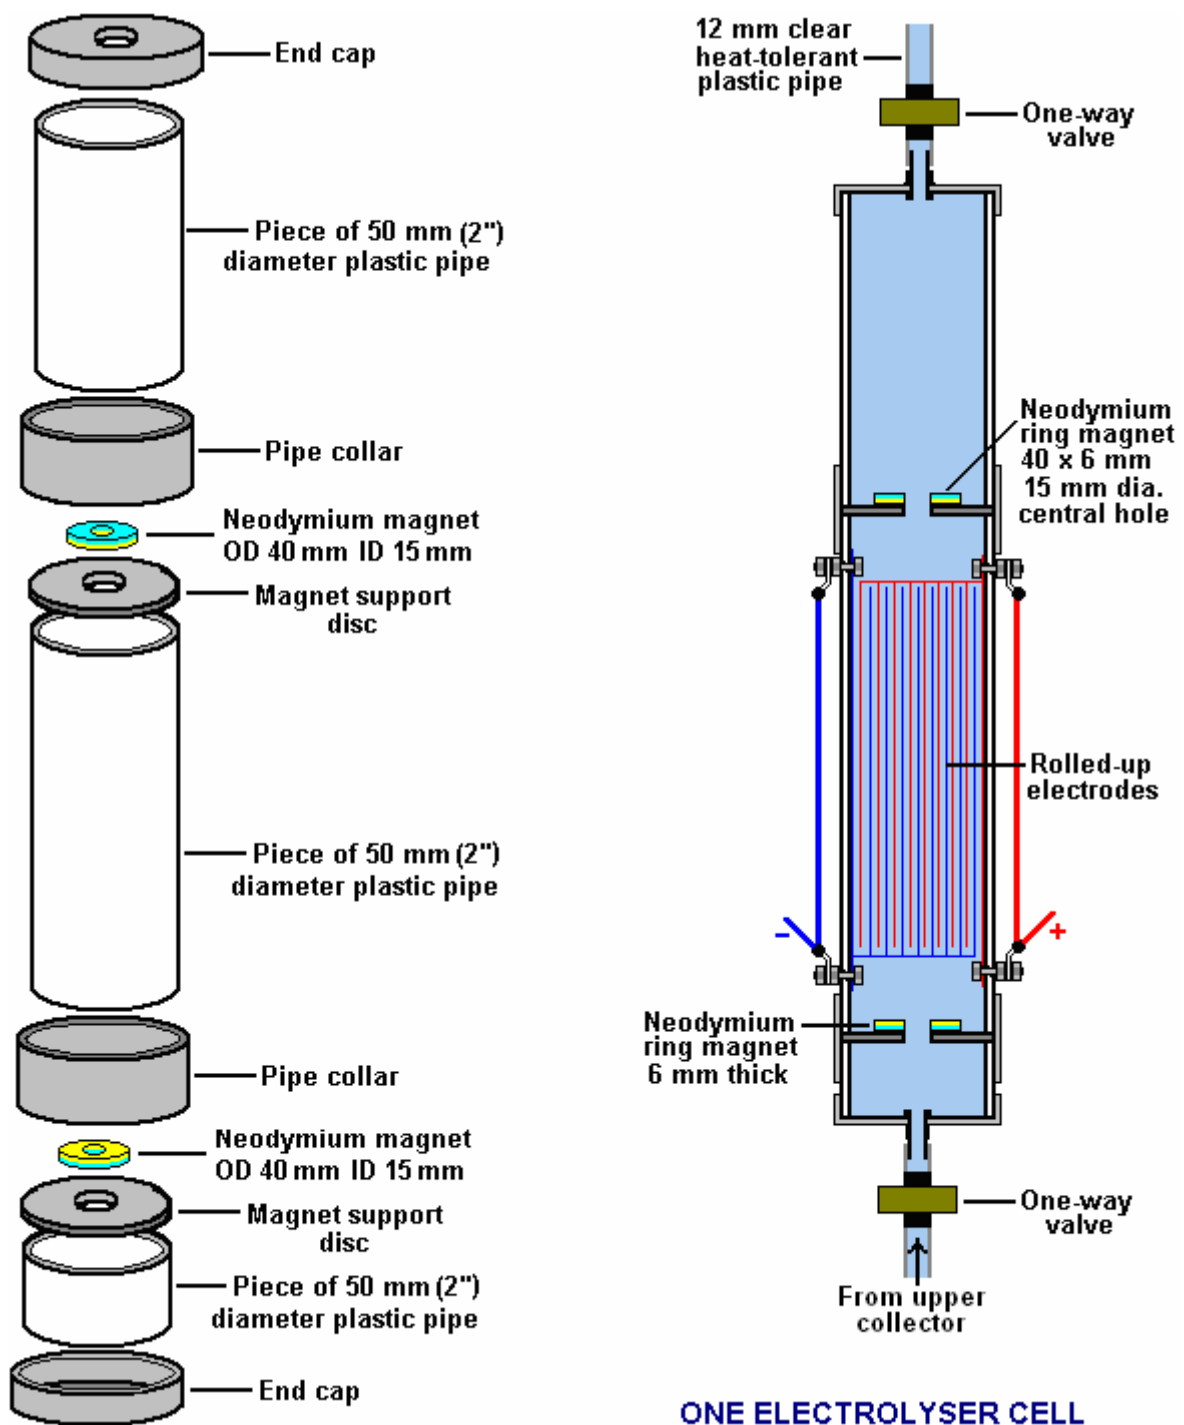 End cap
Piece of 50 mm (2")
diameter plastic pipe
Pipe collar
Neodymium magnet
OD 40 mm ID 15 mm
Magnet support
disc
Piece of 50 mm (2")
diameter plastic pipe
Pipe collar
Neodymium magnet
OD 40 mm ID 15 mm
Magnet support
disc
Piece of 50 mm (2")
diameter plastic pipe
End cap
12 mm clear
heat-tolerant
plastic pipe
One-way
valve
Neodymium
ring magnet
40 x 6 mm
15 mm dia.
central hole
Rolled-up
electrodes
-
+
Neodymium
ring magnet
6 mm thick
One-way
valve
From upper
collector
ONE ELECTROLYSER CELL